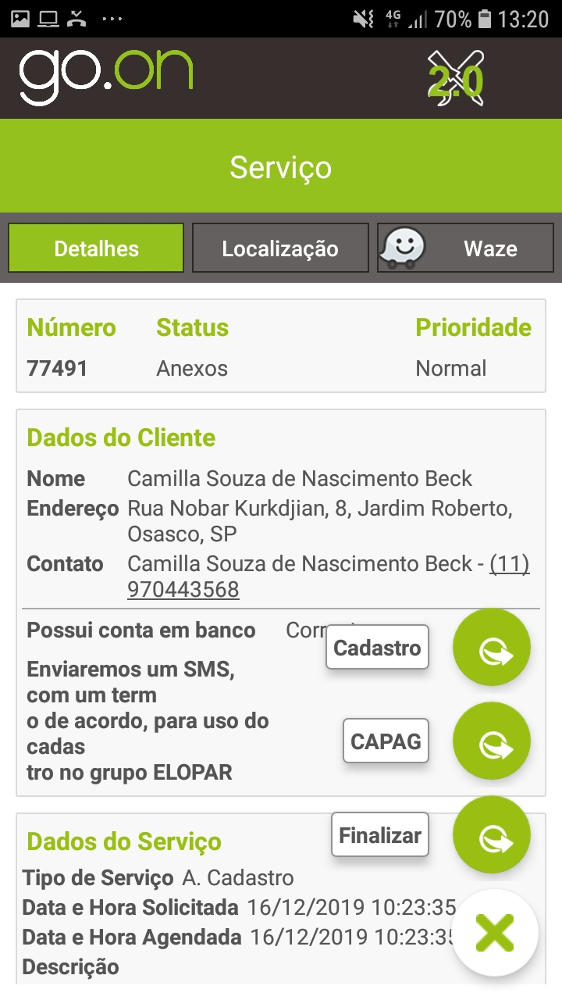 4G 70% 13:20
go.on 2.0
Serviço
Detalhes Localização Waze
Número Status Prioridade
77491 Anexos Normal
Dados do Cliente
Nome Camilla Souza de Nascimento Beck
Endereço Rua Nobar Kurkdjian, 8, Jardim Roberto,
Osasco, SP
Contato Camilla Souza de Nascimento Beck - (11)
970443568
Possui conta em banco
Cadastro
Enviaremos um SMS,
com um term
o de acordo, para uso do
cadas
tro no grupo ELOPAR
CAPAG
Finalizar
Dados do Serviço
Tipo de Serviço A. Cadastro
Data e Hora Solicitada 16/12/2019 10:23:35
Data e Hora Agendada 16/12/2019 10:23:35
Descrição